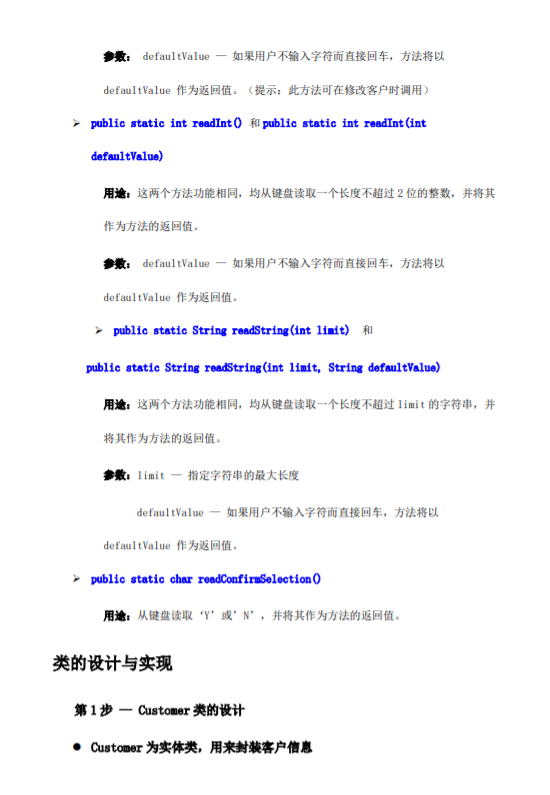 参数： defaultValue — 如果用户不输入字符而直接回车，方法将以
defaultValue 作为返回值。（提示：此方法可在修改客户时调用）
➢ public static int readInt() 和 public static int readInt(int
defaultValue)
用途：这两个方法功能相同，均从键盘读取一个长度不超过 2 位的整数，并将其
作为方法的返回值。
参数： defaultValue — 如果用户不输入字符而直接回车，方法将以
defaultValue 作为返回值。
➢ public static String readString(int limit) 和
public static String readString(int limit, String defaultValue)
用途：这两个方法功能相同，均从键盘读取一个长度不超过 limit 的字符串，并
将其作为方法的返回值。
参数：limit — 指定字符串的最大长度
defaultValue — 如果用户不输入字符而直接回车，方法将以
defaultValue 作为返回值。
➢ public static char readConfirmSelection()
用途：从键盘读取‘Y’或’N’，并将其作为方法的返回值。
类的设计与实现
第 1 步 — Customer 类的设计
● Customer 为实体类，用来封装客户信息